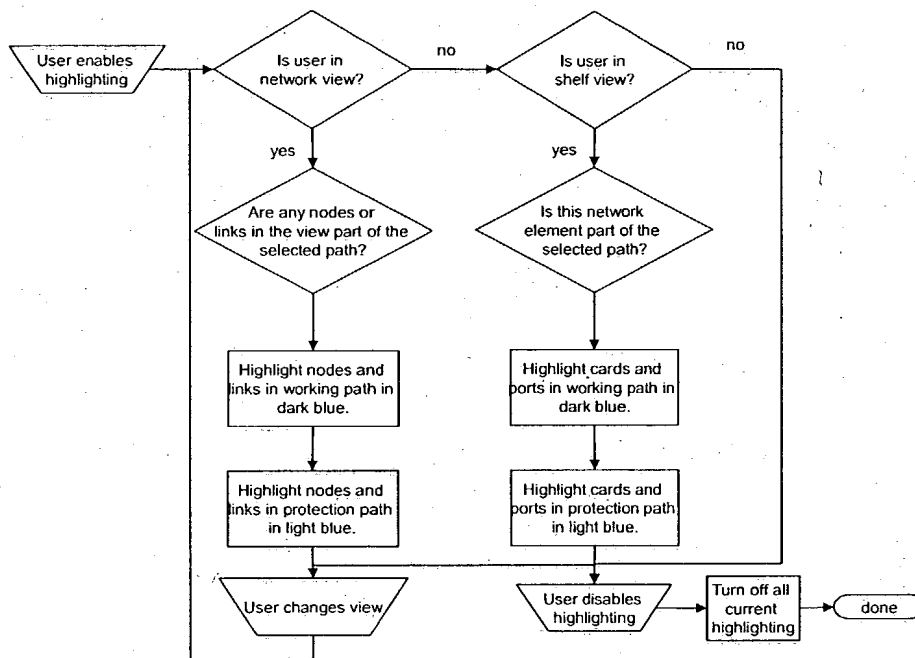 User enables
highlighting
Is user in
network view?
no
Is user in
shelf view?
no
yes
yes
Are any nodes or
links in the view part of the
selected path?
Is this network
element part of the
selected path?
Highlight nodes and
links in working path in
dark blue.
Highlight cards and
ports in working path in
dark blue.
Highlight nodes and
links in protection path
in light blue.
Highlight cards and
ports in protection path
in light blue.
User changes view
User disables
highlighting
Turn off all
current
highlighting
done